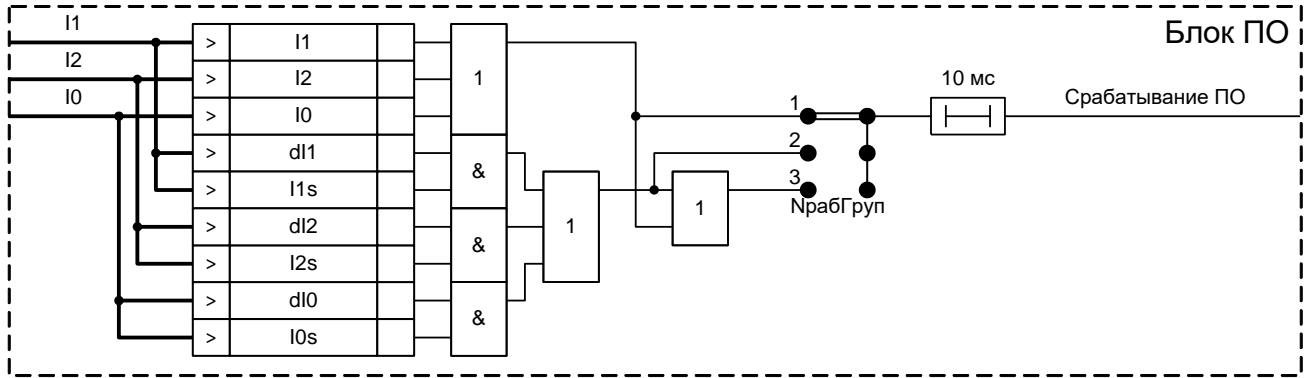 Блок ПО
I1
I2
I0
> I1
> I2
> I0
> dI1
> I1s
> dI2
> I2s
> dI0
> I0s
1
&
&
&
1
1
1
2
3
NрабГруп
10 мс
Срабатывание ПО